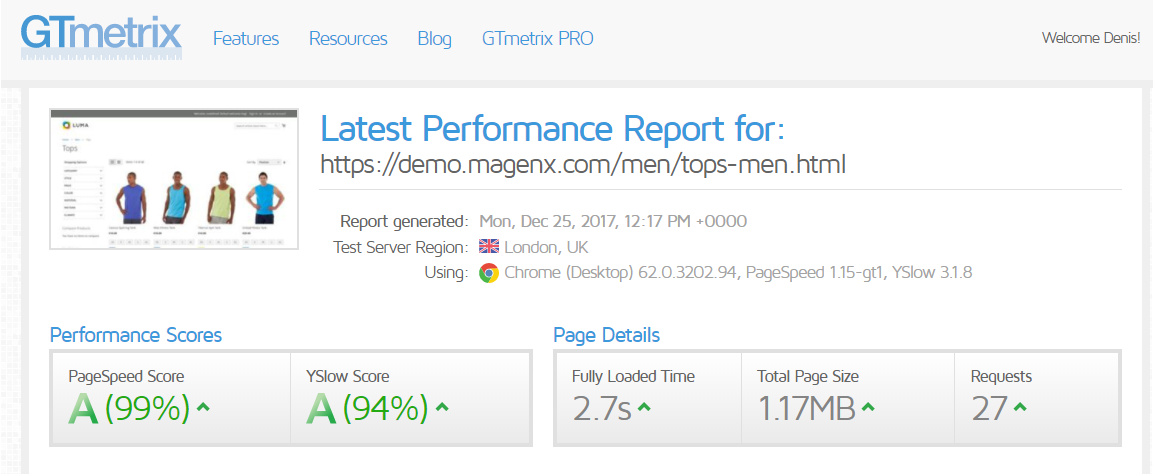 GTmetrix
Features
Resources
Blog
GTmetrix PRO
Welcome Denis!
LUMA
Tops
Latest Performance Report for:
https://demo.magenx.com/men/tops-men.html
Report generated: Mon, Dec 25, 2017, 12:17 PM +0000
Test Server Region: London, UK
Using: Chrome (Desktop) 62.0.3202.94, PageSpeed 1.15-gt1, YSlow 3.1.8
Performance Scores
PageSpeed Score
A (99%)
YSlow Score
A (94%)
Page Details
Fully Loaded Time
2.7s
Total Page Size
1.17MB
Requests
27